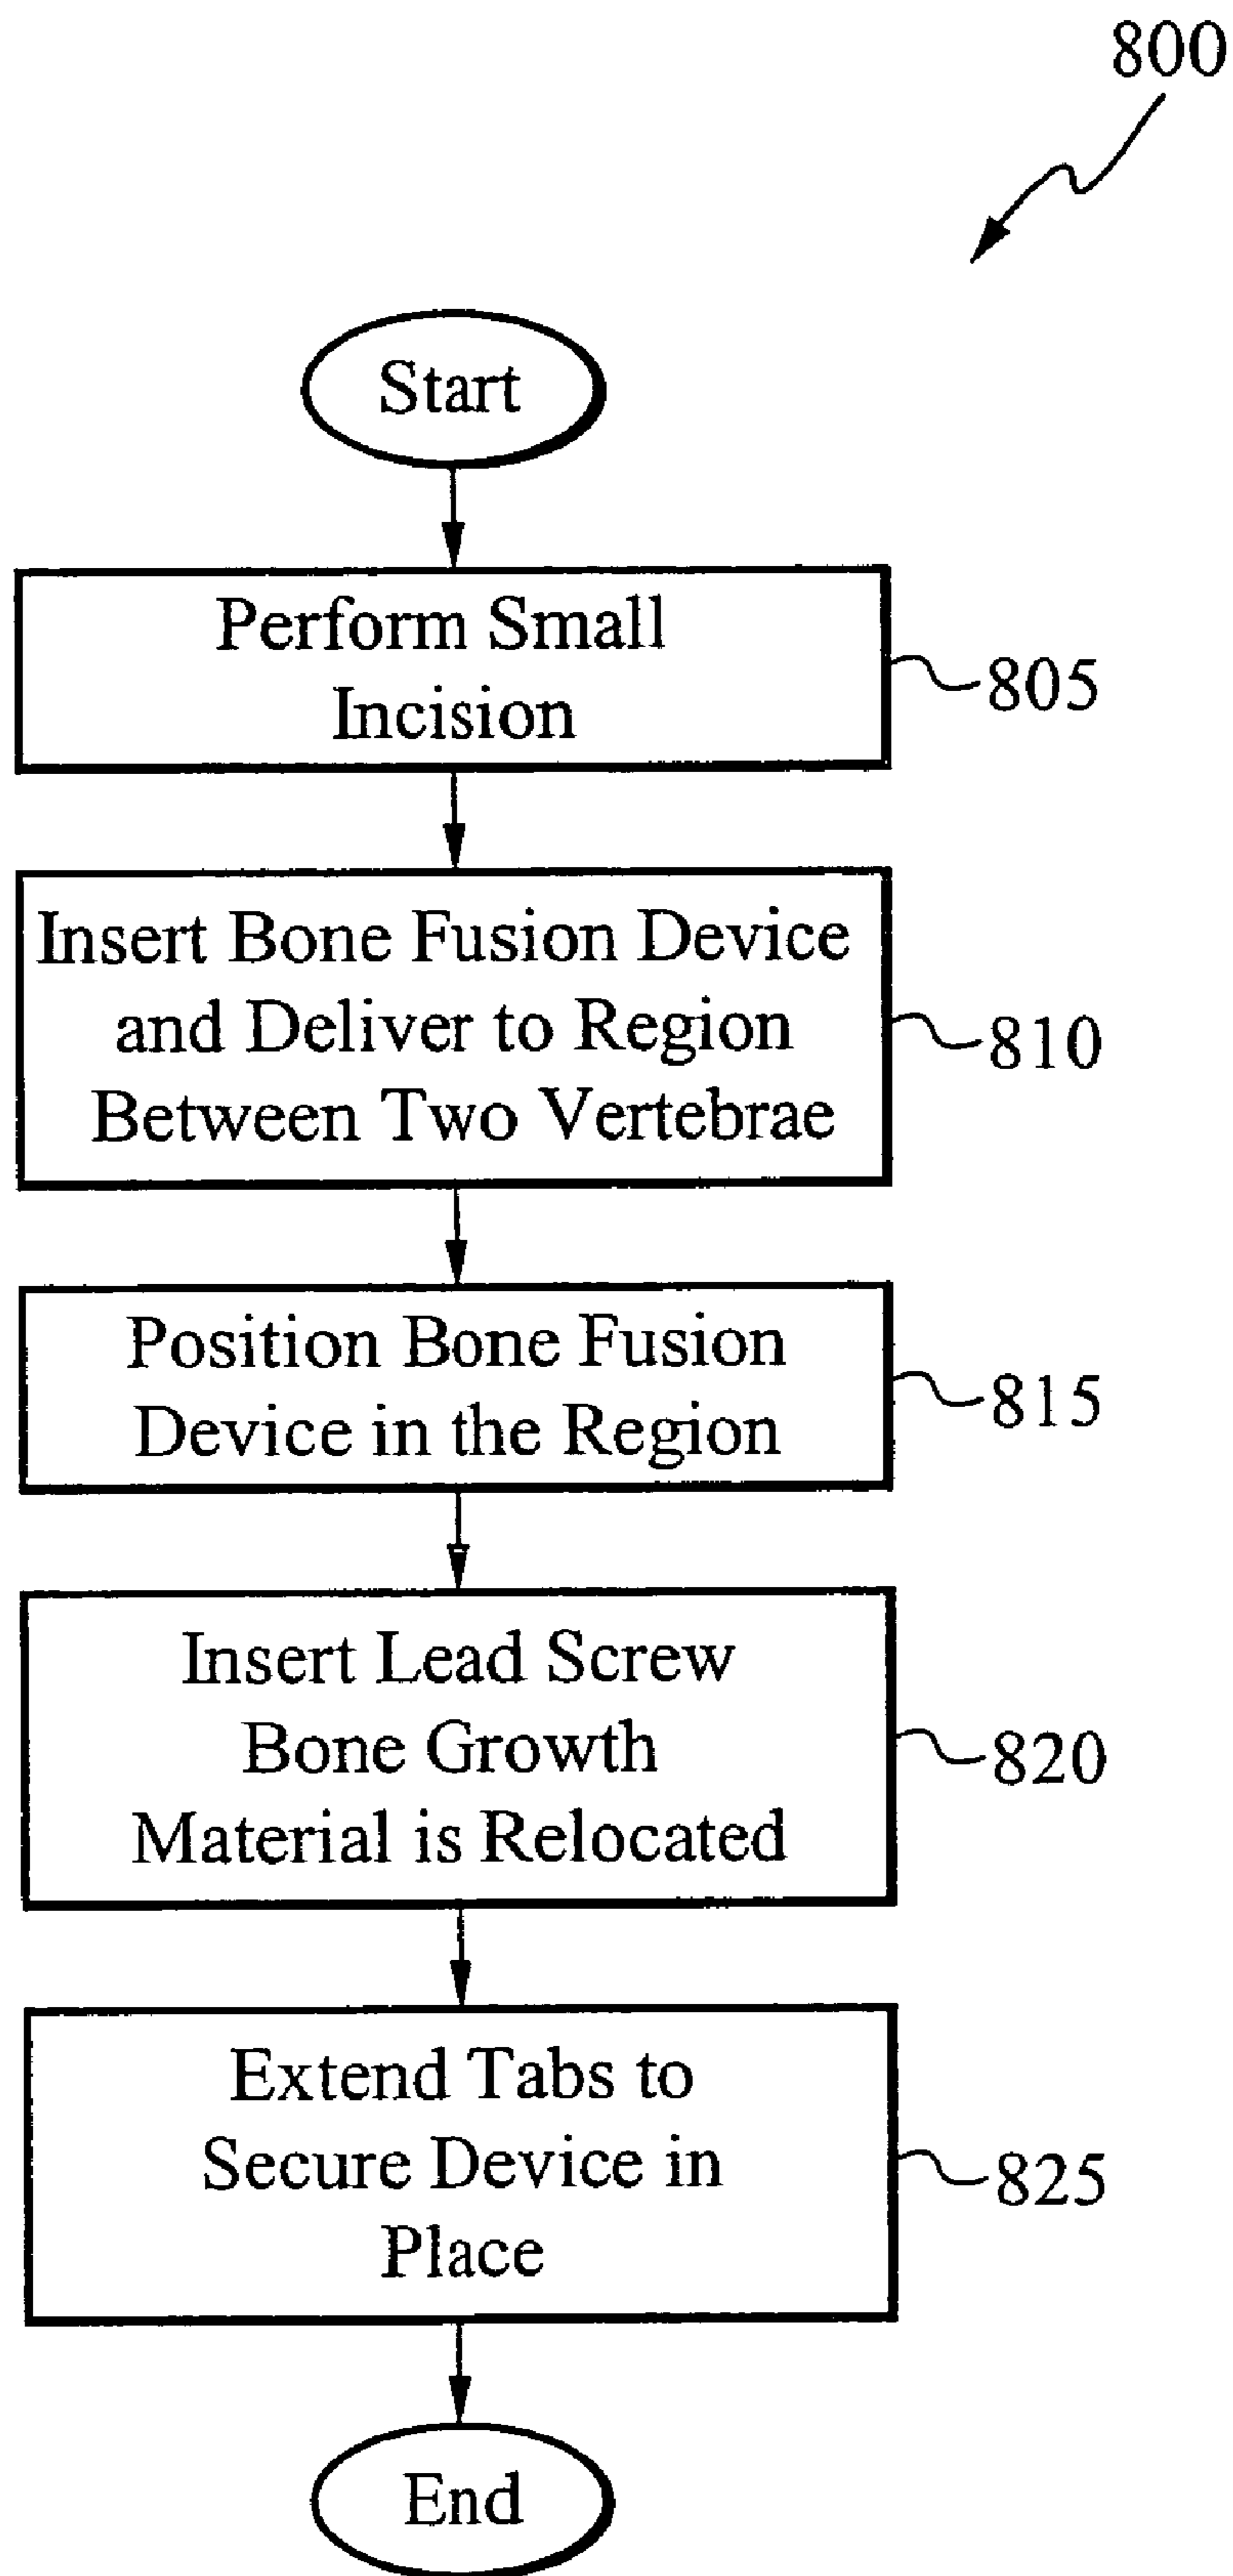 800
Start
Perform Small
Incision
805
Insert Bone Fusion Device
and Deliver to Region
Between Two Vertebrae
810
Position Bone Fusion
Device in the Region
815
Insert Lead Screw
Bone Growth
Material is Relocated
820
Extend Tabs to
Secure Device in
Place
825
End